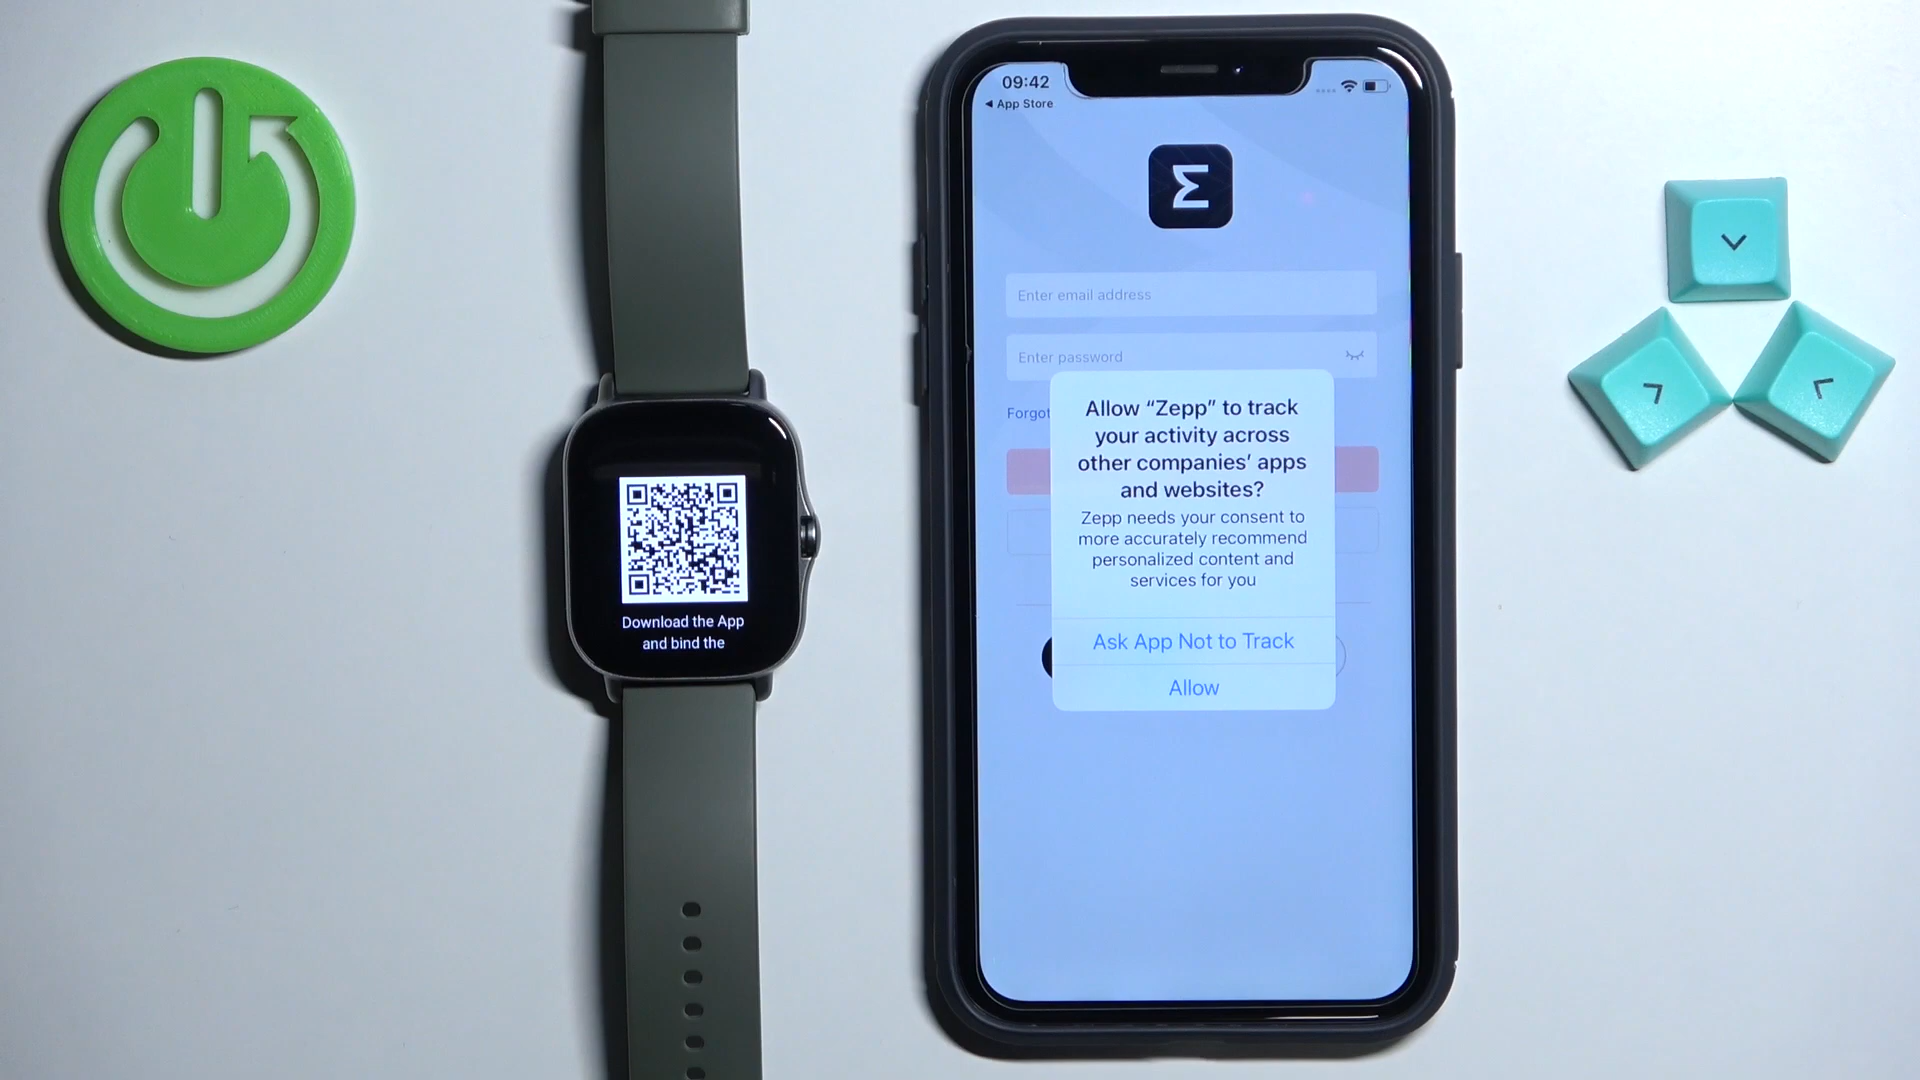 Download the App
and bind the
09:42
App Store
Enter email address
Enter password
Forgot
Allow “Zepp” to track
your activity across
other companies’ apps
and websites?
Zepp needs your consent to
more accurately recommend
personalized content and
services for you
Ask App Not to Track
Allow